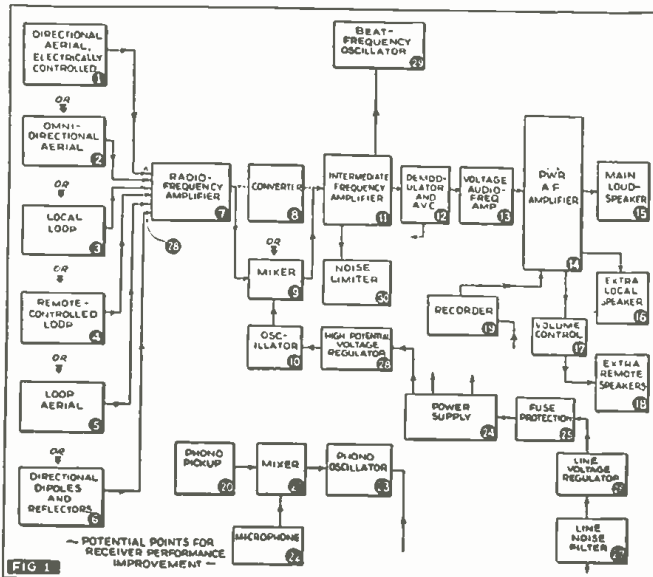 DIRECTIONAL
AERIAL,
ELECTRICALLY
CONTROLLED
1
OR
OMNI-
DIRECTIONAL
AERIAL
2
OR
LOCAL
LOOP
3
OR
REMOTE-
CONTROLLED
LOOP
4
OR
LOOP
AERIAL
5
OR
DIRECTIONAL
DIPOLES
AND
REFLECTORS
6
28
RADIO-
FREQUENCY
AMPLIFIER
7
CONVERTER
8
OR
MIXER
9
OSC-
ILLATOR
10
BEAT-
FREQUENCY
OSCILLATOR
29
INTERMEDIATE
FREQUENCY
AMPLIFIER
11
NOISE
LIMITER
30
DEMODULATOR
AND
AVC
12
VOLTAGE
AUDIO-
FREQ
AMP
13
PWR
A F
AMPLIFIER
14
MAIN
LOUD-
SPEAKER
15
EXTRA
LOCAL
SPEAKER
16
VOLUME
CONTROL
17
EXTRA
REMOTE
SPEAKERS
18
RECORDER
19
HIGH POTENTIAL
VOLTAGE
REGULATOR
28
POWER
SUPPLY
24
FUSE
PROTECTION
25
LINE
VOLTAGE
REGULATOR
LINE
NOISE
FILTER
PHONO
PICKUP
20
MIXER
PHONO
OSCILLATOR
MICROPHONE
~ POTENTIAL POINTS FOR
RECEIVER PERFORMANCE
IMPROVEMENT ~
FIG 1